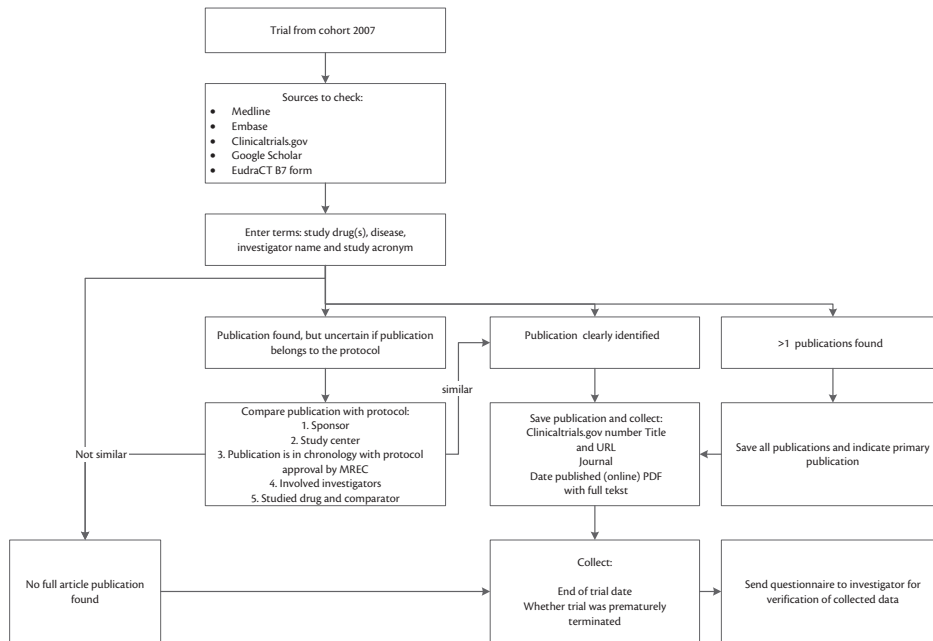 Trial from cohort 2007
Sources to check:
• Medline
• Embase
• Clinicaltrials.gov
• Google Scholar
• EudraCT B7 form
Enter terms: study drug(s), disease,
investigator name and study acronym
Publication found, but uncertain if publication
belongs to the protocol
Publication clearly identified
>1 publications found
similar
Compare publication with protocol:
1. Sponsor
2. Study center
3. Publication is in chronology with protocol
approval by MREC
4. Involved investigators
5. Studied drug and comparator
Not similar
Save publication and collect:
Clinicaltrials.gov number Title
and URL
Journal
Date published (online) PDF
with full tekst
Save all publications and indicate primary
publication
No full article publication
found
Collect:
End of trial date
Whether trial was prematurely
terminated
Send questionnaire to investigator for
verification of collected data